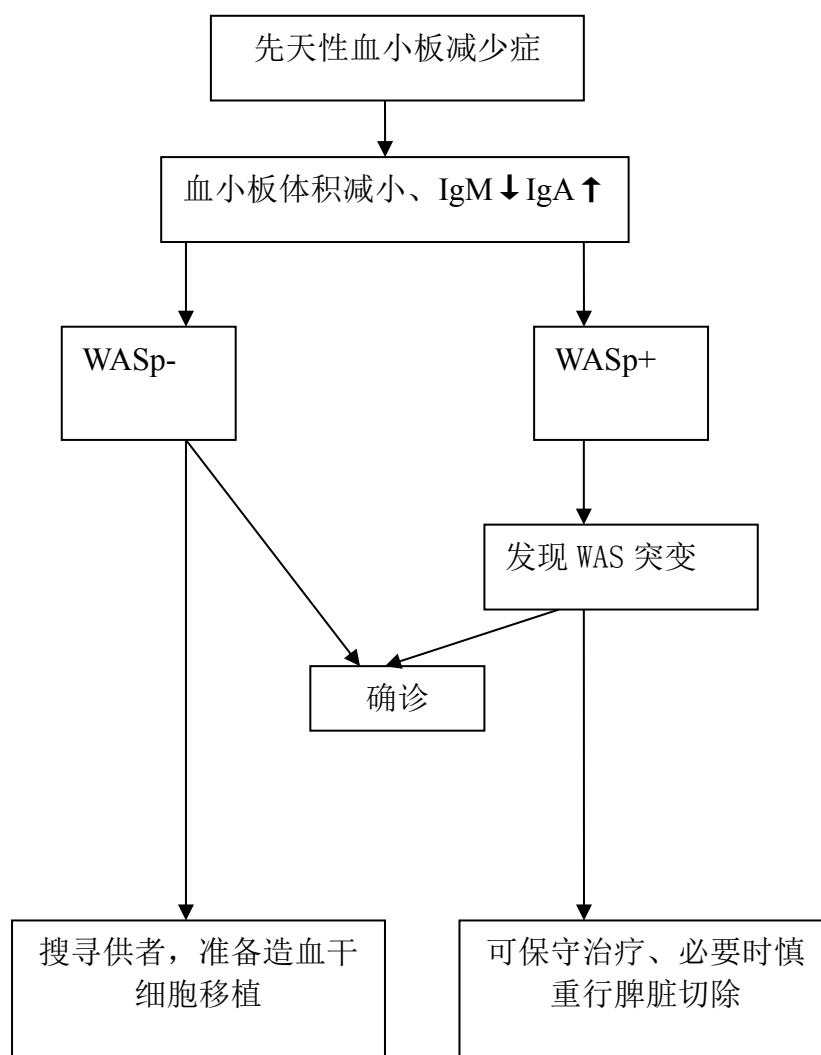 先天性血小板减少症
血小板体积减小、IgM↓IgA↑
WASp-
WASp+
发现 WAS 突变
确诊
搜寻供者，准备造血干
细胞移植
可保守治疗、必要时慎
重行脾脏切除